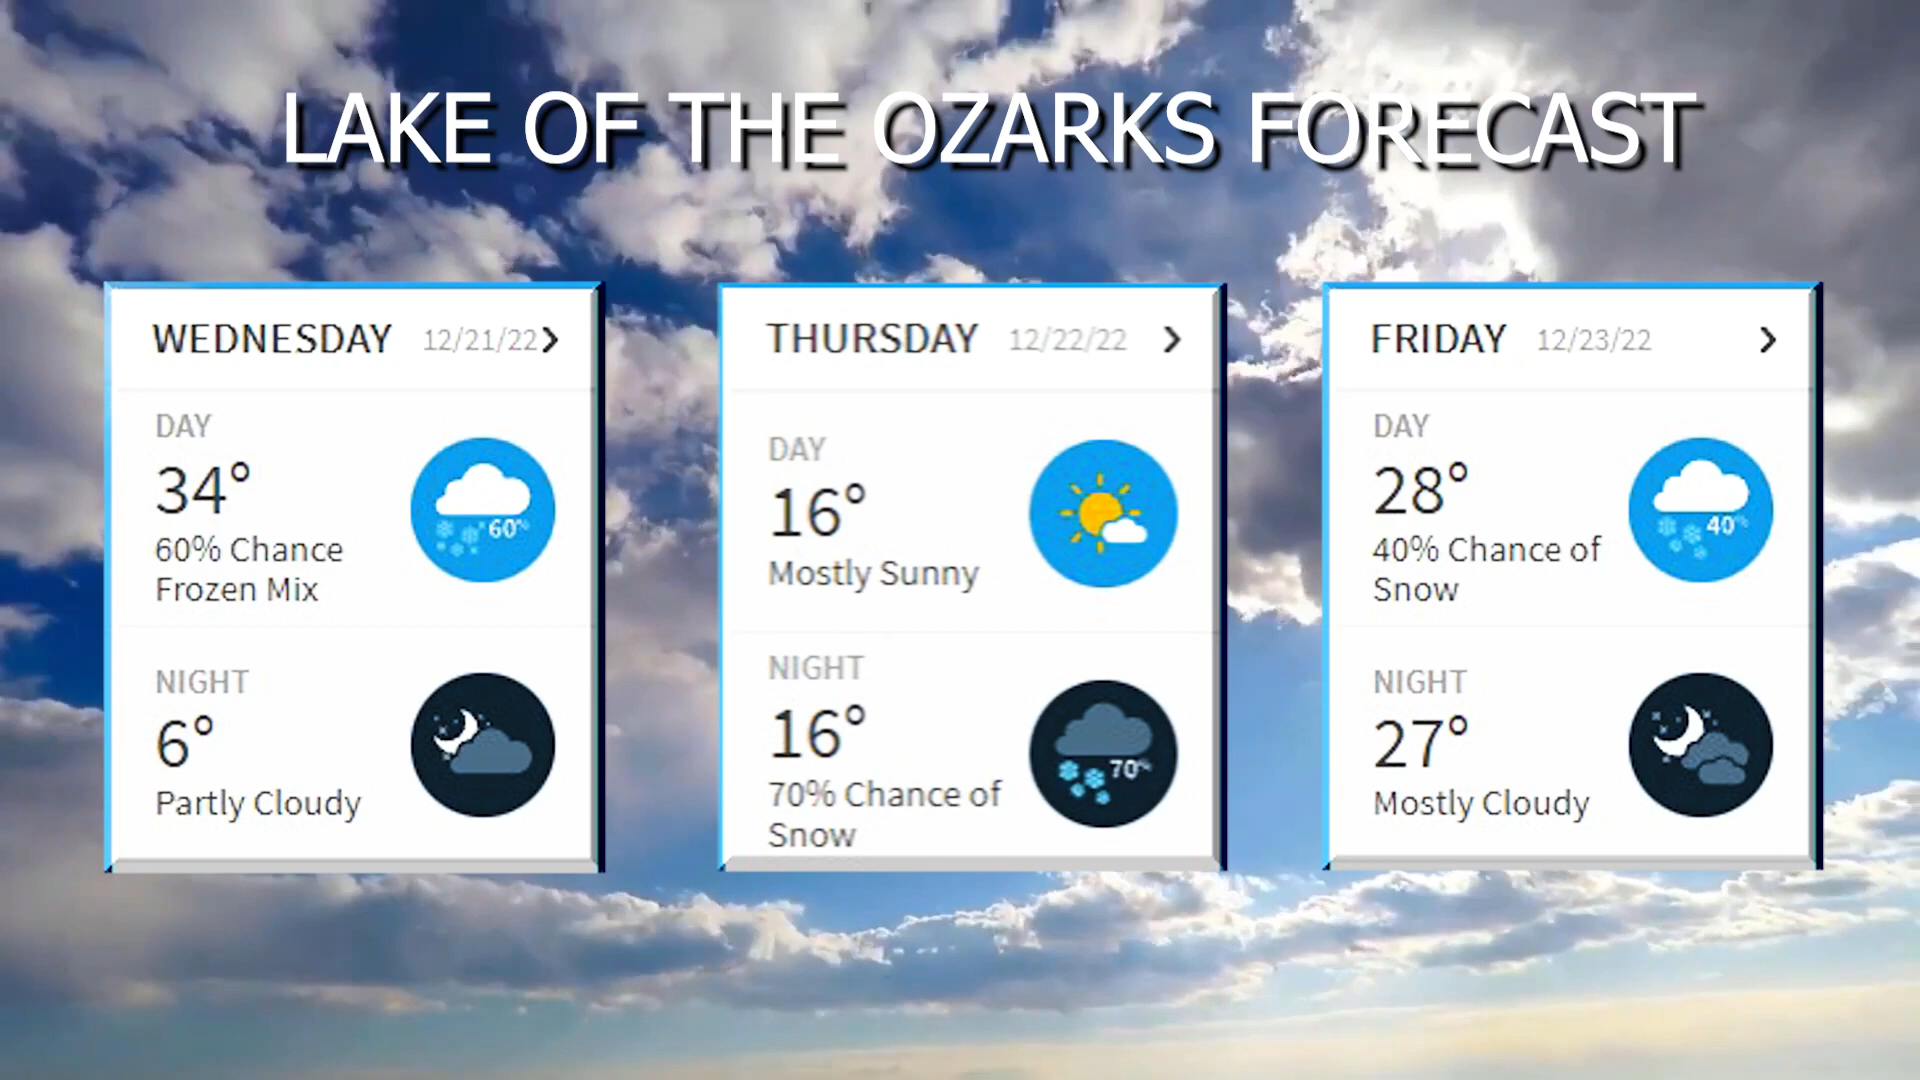 LAKE OF THE OZARKS FORECAST
WEDNESDAY 12/21/22
DAY
34°
60% Chance
Frozen Mix
60%
NIGHT
6°
Partly Cloudy
THURSDAY 12/22/22
DAY
16°
Mostly Sunny
NIGHT
16°
70% Chance of
Snow
70%
FRIDAY 12/23/22
DAY
28°
40% Chance of
Snow
40%
NIGHT
27°
Mostly Cloudy